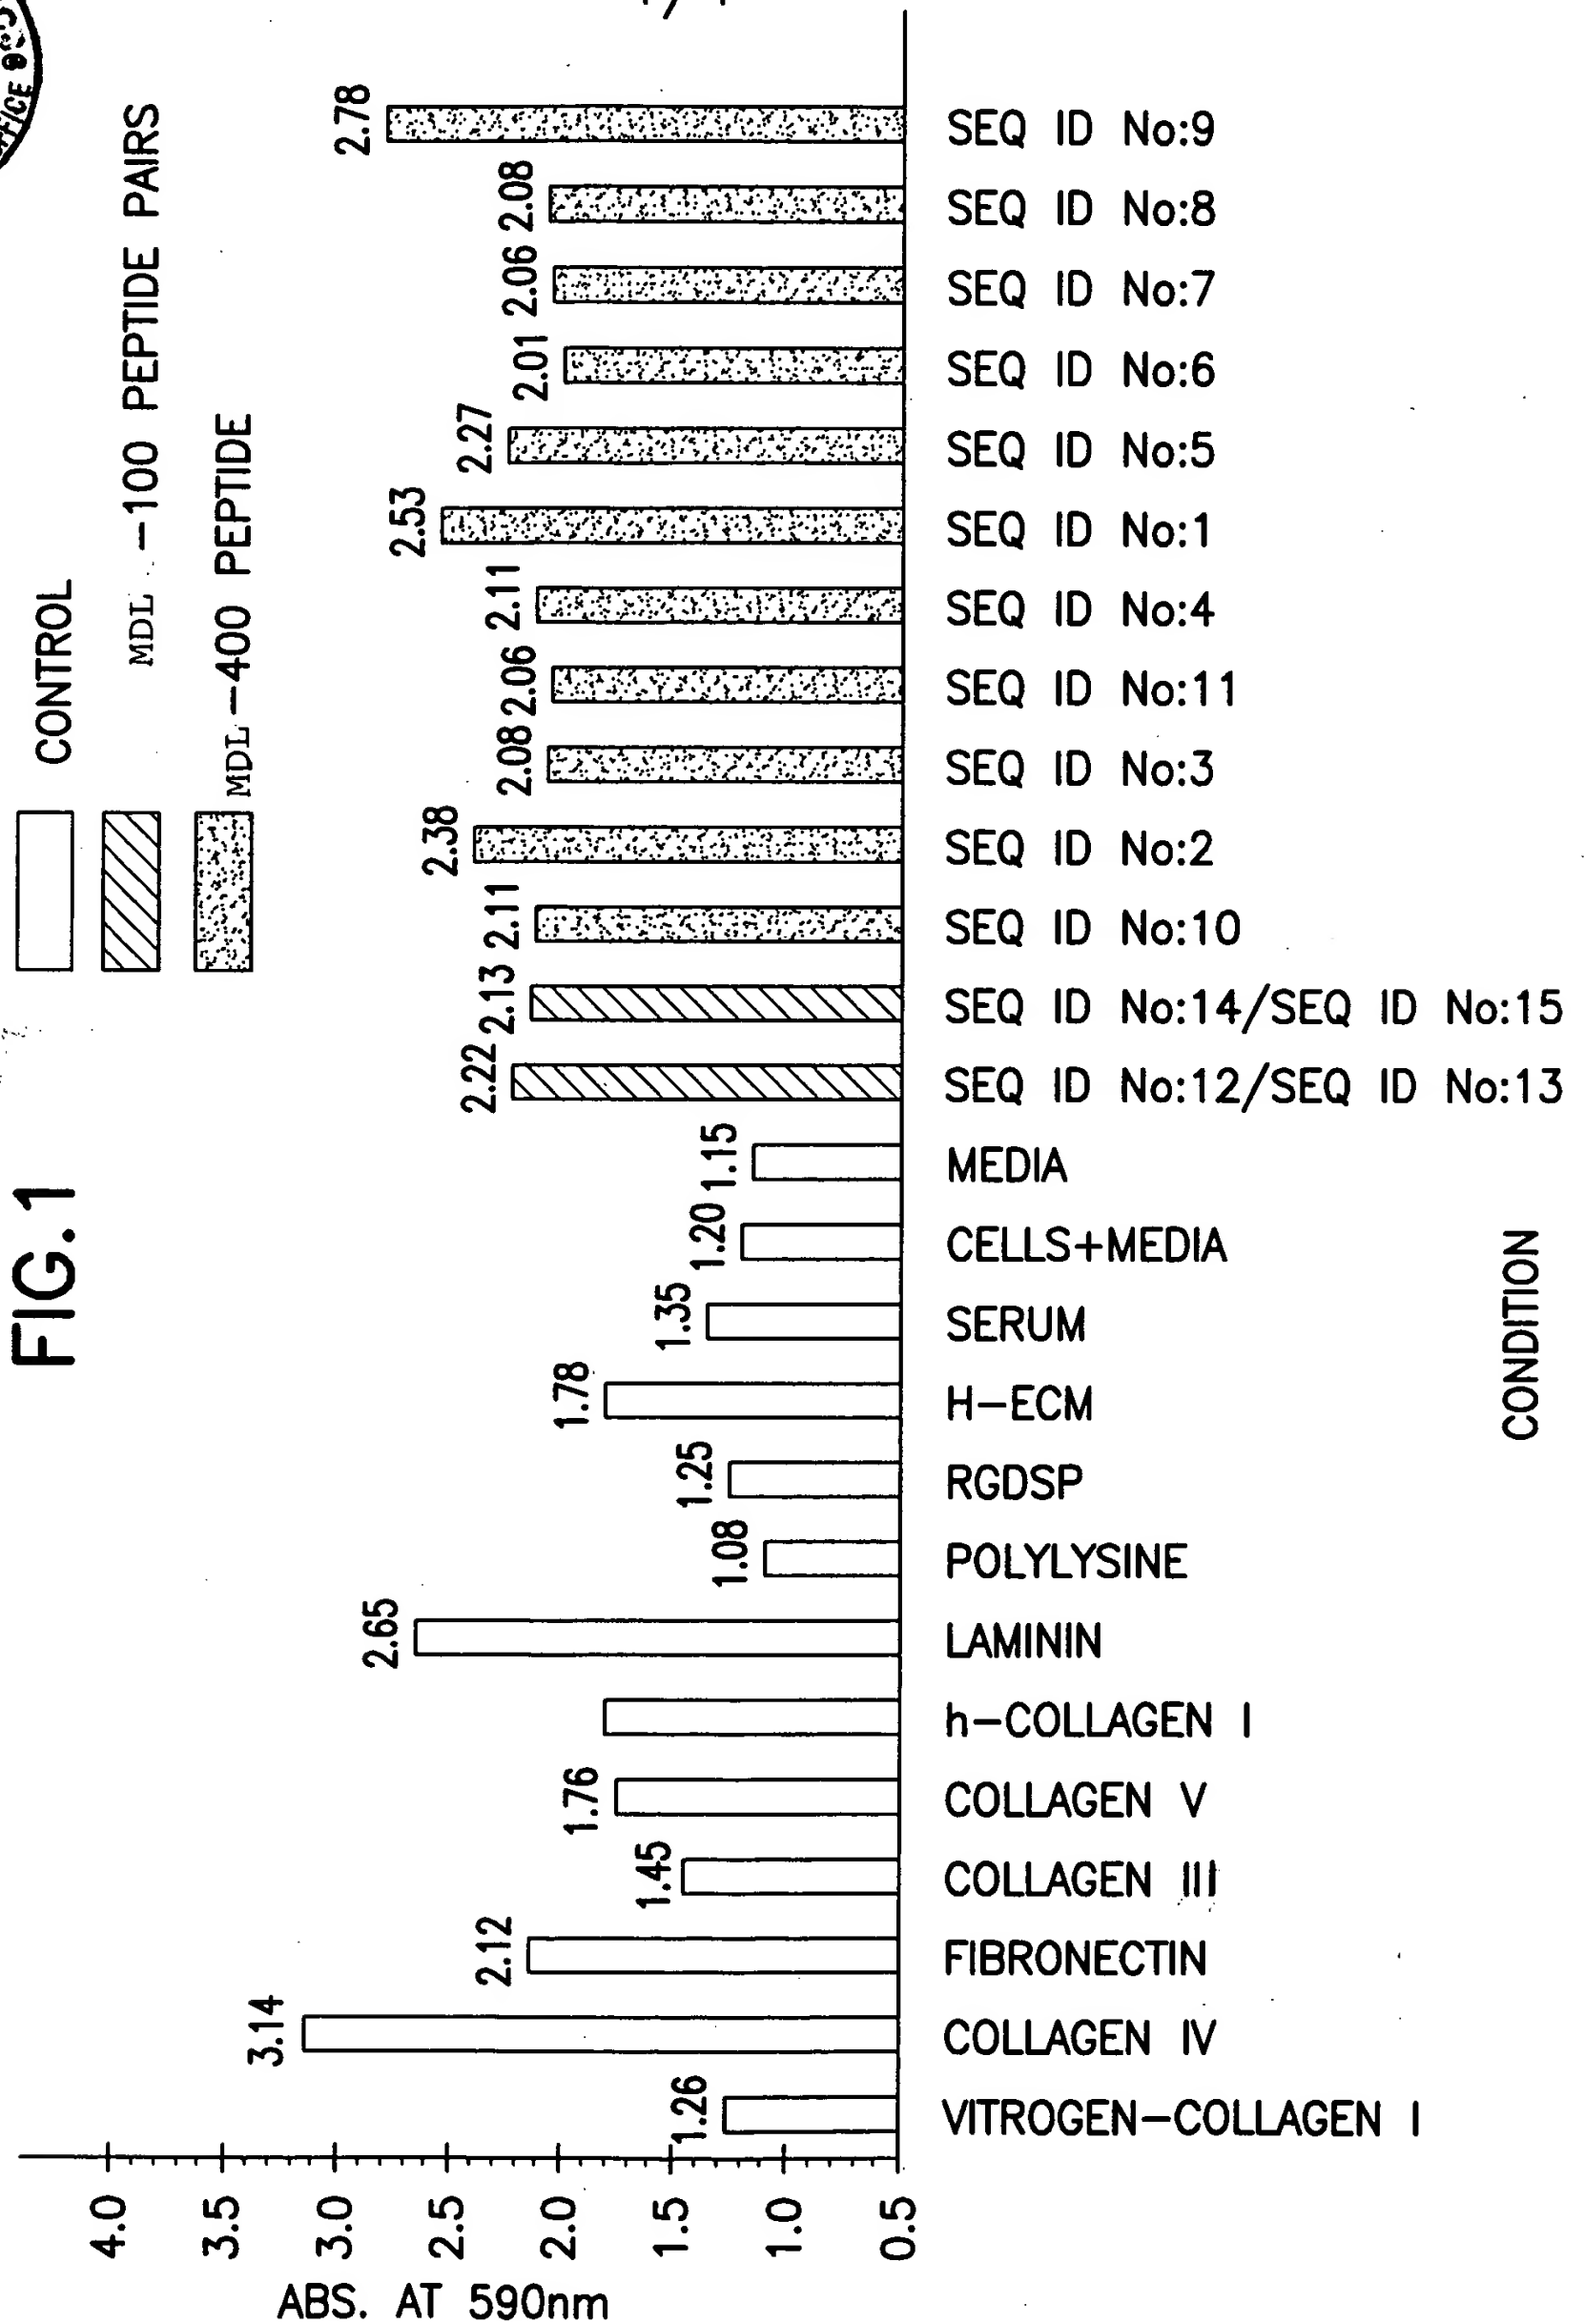 FIG.1
CONTROL
MDL -100 PEPTIDE PAIRS
MDL -400 PEPTIDE
ABS. AT 590nm
4.0
3.5
3.0
2.5
2.0
1.5
1.0
0.5
1.26
3.14
2.12
1.45
1.76
2.65
1.08
1.25
1.78
1.35
1.20
1.15
2.22
2.13
2.11
2.38
2.08
2.06
2.11
2.53
2.27
2.01
2.06
2.08
2.78
VITROGEN-COLLAGEN I
COLLAGEN IV
FIBRONECTIN
COLLAGEN III
COLLAGEN V
h-COLLAGEN I
LAMININ
POLYLYSINE
RGDSP
H-ECM
SERUM
CELLS+MEDIA
MEDIA
SEQ ID No:12/SEQ ID No:13
SEQ ID No:14/SEQ ID No:15
SEQ ID No:10
SEQ ID No:2
SEQ ID No:3
SEQ ID No:11
SEQ ID No:4
SEQ ID No:1
SEQ ID No:5
SEQ ID No:6
SEQ ID No:7
SEQ ID No:8
SEQ ID No:9
CONDITION